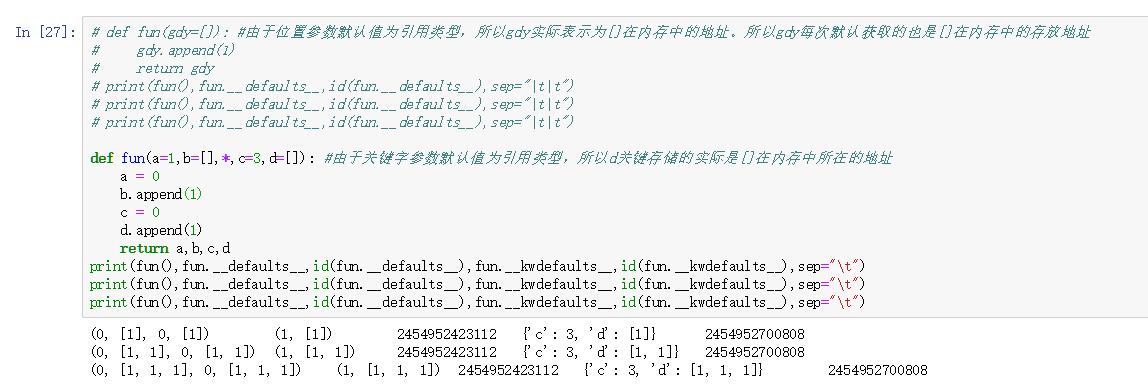 In [27]: # def fun(gdy=[]): #由于位置参数默认值为引用类型，所以gdy实际表示为[]在内存中的地址。所以gdy每次默认获取的也是[]在内存中的存放地址
#     gdy.append(1)
#     return gdy
# print(fun(),fun.__defaults__,id(fun.__defaults__),sep="|t|t")
# print(fun(),fun.__defaults__,id(fun.__defaults__),sep="|t|t")
# print(fun(),fun.__defaults__,id(fun.__defaults__),sep="|t|t")
def fun(a=1,b=[],*,c=3,d=[]): #由于关键字参数默认值为引用类型，所以d关键存储的实际是[]在内存中所在的地址
    a = 0
    b.append(1)
    c = 0
    d.append(1)
    return a,b,c,d
print(fun(),fun.__defaults__,id(fun.__defaults__),fun.__kwdefaults__,id(fun.__kwdefaults__),sep="\t")
print(fun(),fun.__defaults__,id(fun.__defaults__),fun.__kwdefaults__,id(fun.__kwdefaults__),sep="\t")
print(fun(),fun.__defaults__,id(fun.__defaults__),fun.__kwdefaults__,id(fun.__kwdefaults__),sep="\t")
(0, [1], 0, [1]) (1, [1]) 2454952423112 {'c': 3, 'd': [1]} 2454952700808
(0, [1, 1], 0, [1, 1]) (1, [1, 1]) 2454952423112 {'c': 3, 'd': [1, 1]} 2454952700808
(0, [1, 1, 1], 0, [1, 1, 1]) (1, [1, 1, 1]) 2454952423112 {'c': 3, 'd': [1, 1, 1]} 2454952700808